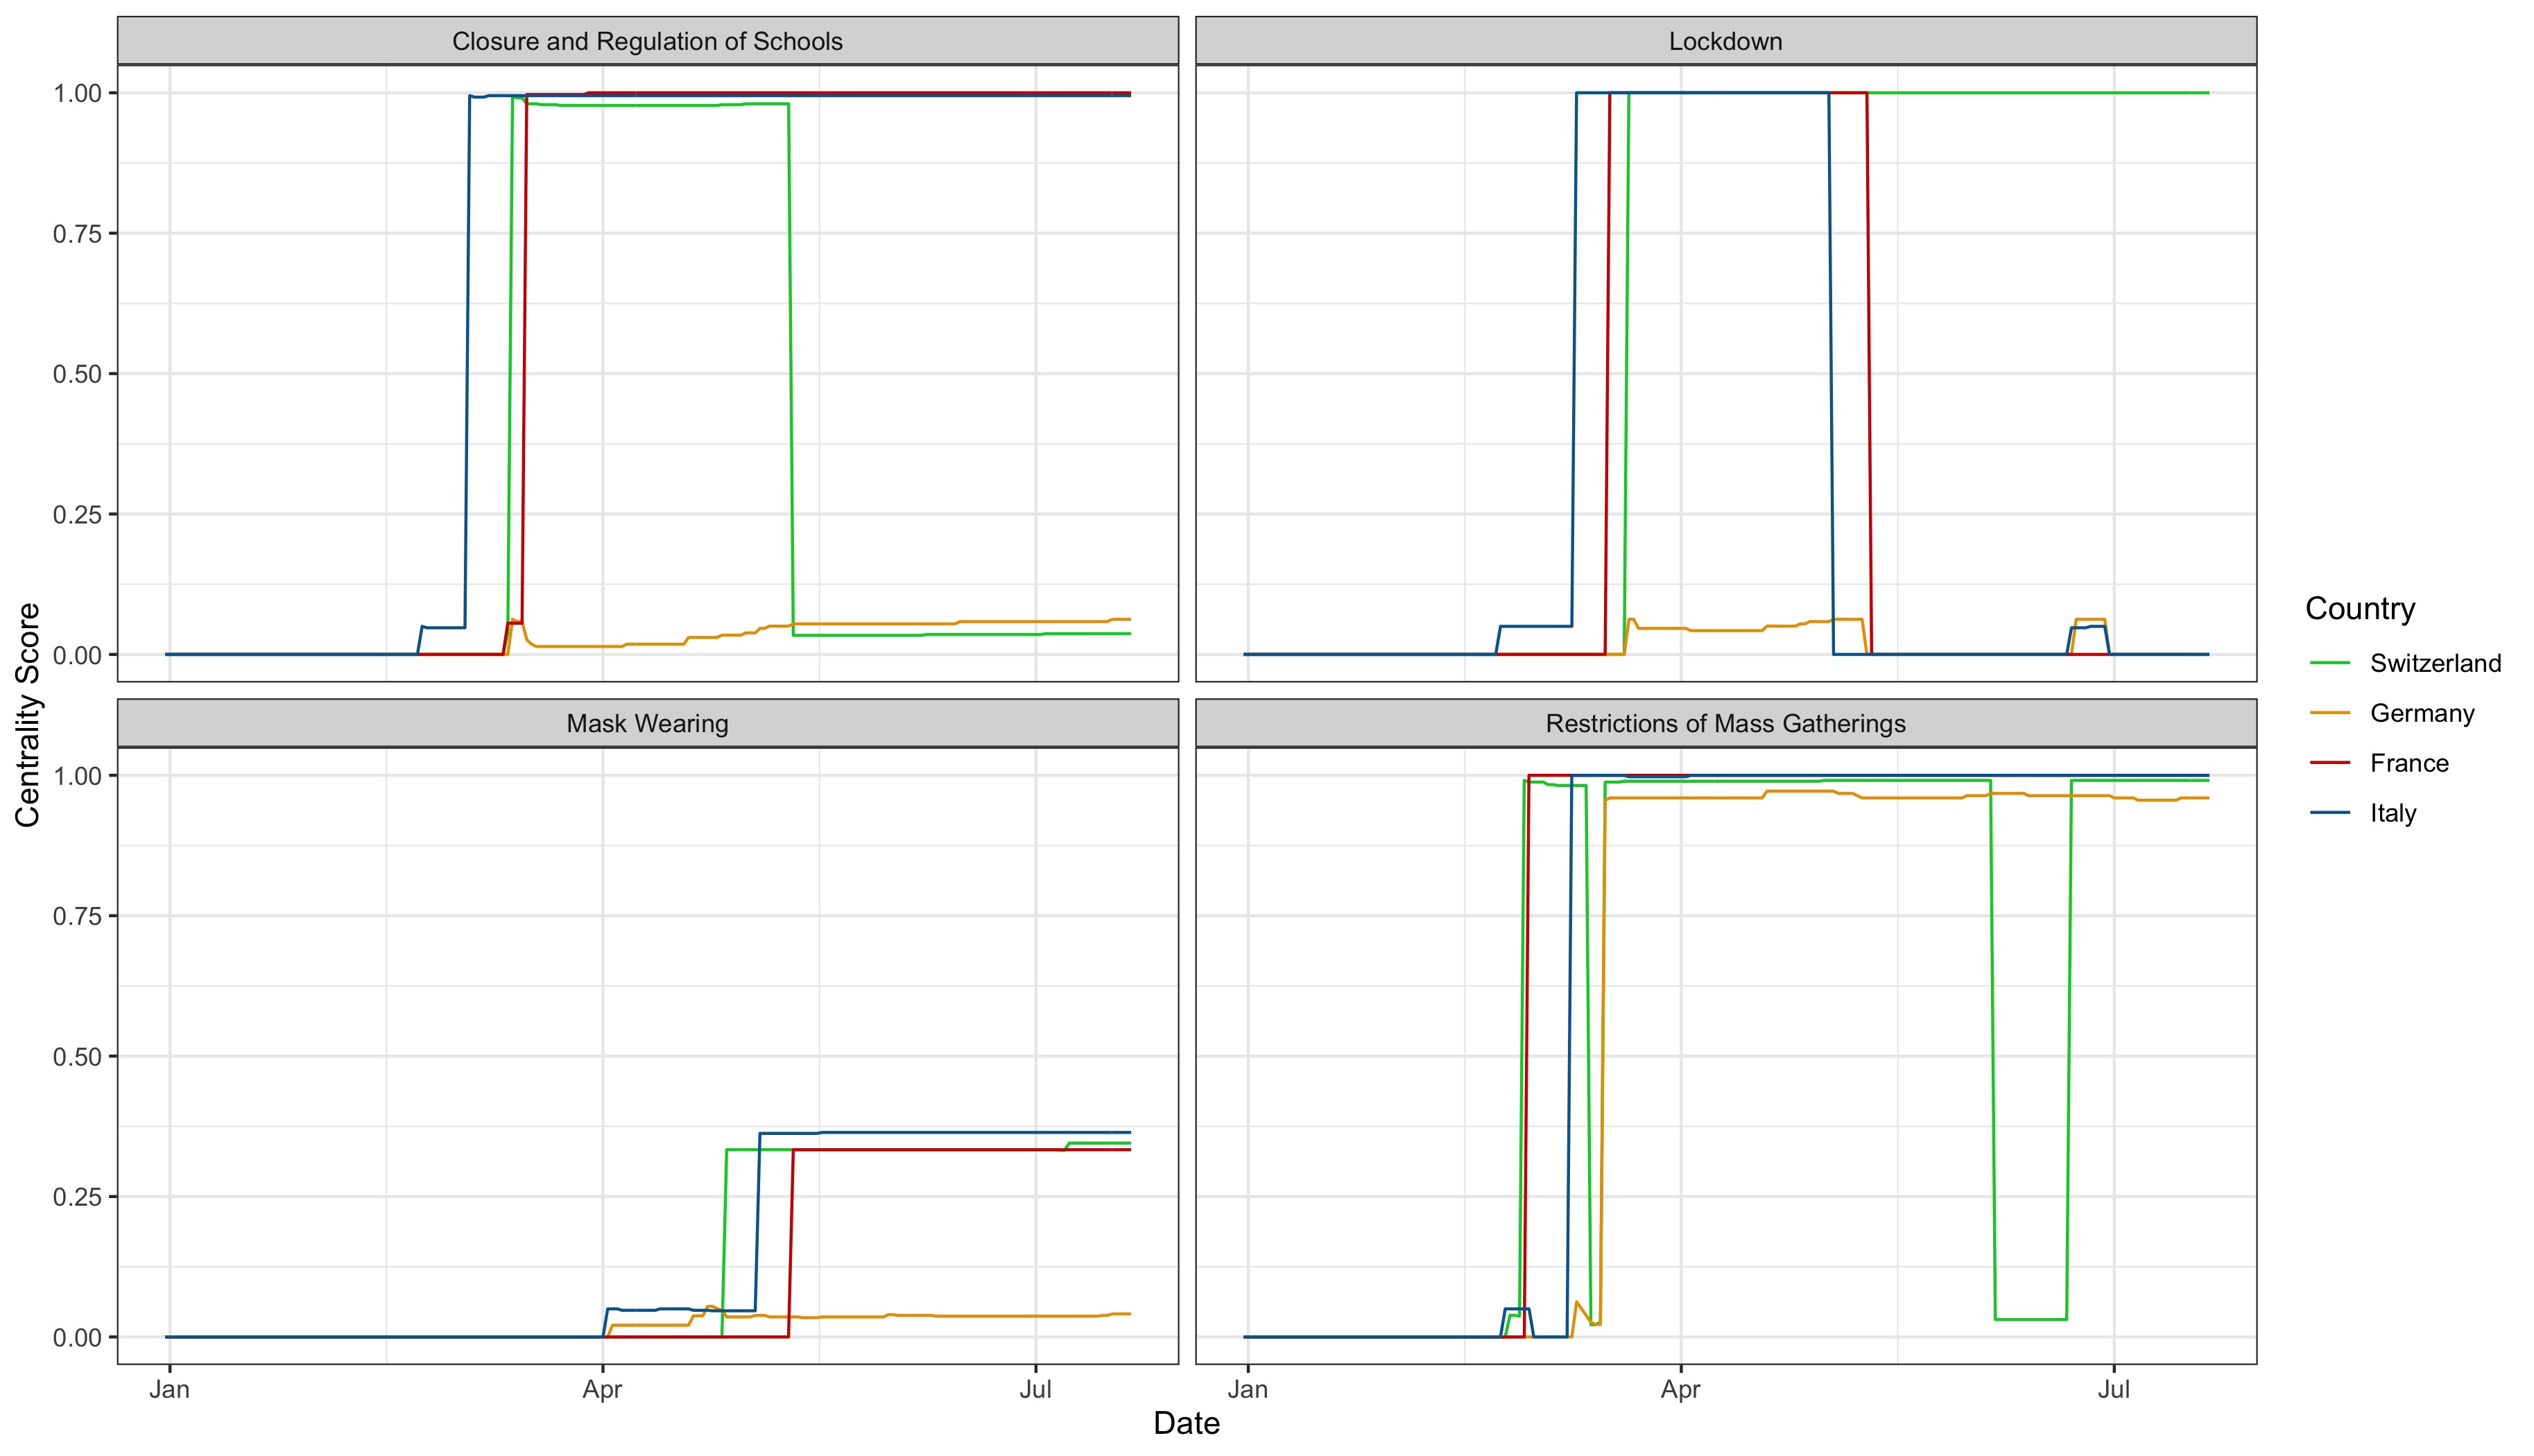 Closure and Regulation of Schools
Lockdown
1.00
0.75
0.50
0.25
0.00
Mask Wearing
Restrictions of Mass Gatherings
1.00
0.75
0.50
0.25
0.00
Jan
Apr
Jul
Jan
Apr
Jul
Date
Centrality Score
Country
Switzerland
Germany
France
Italy